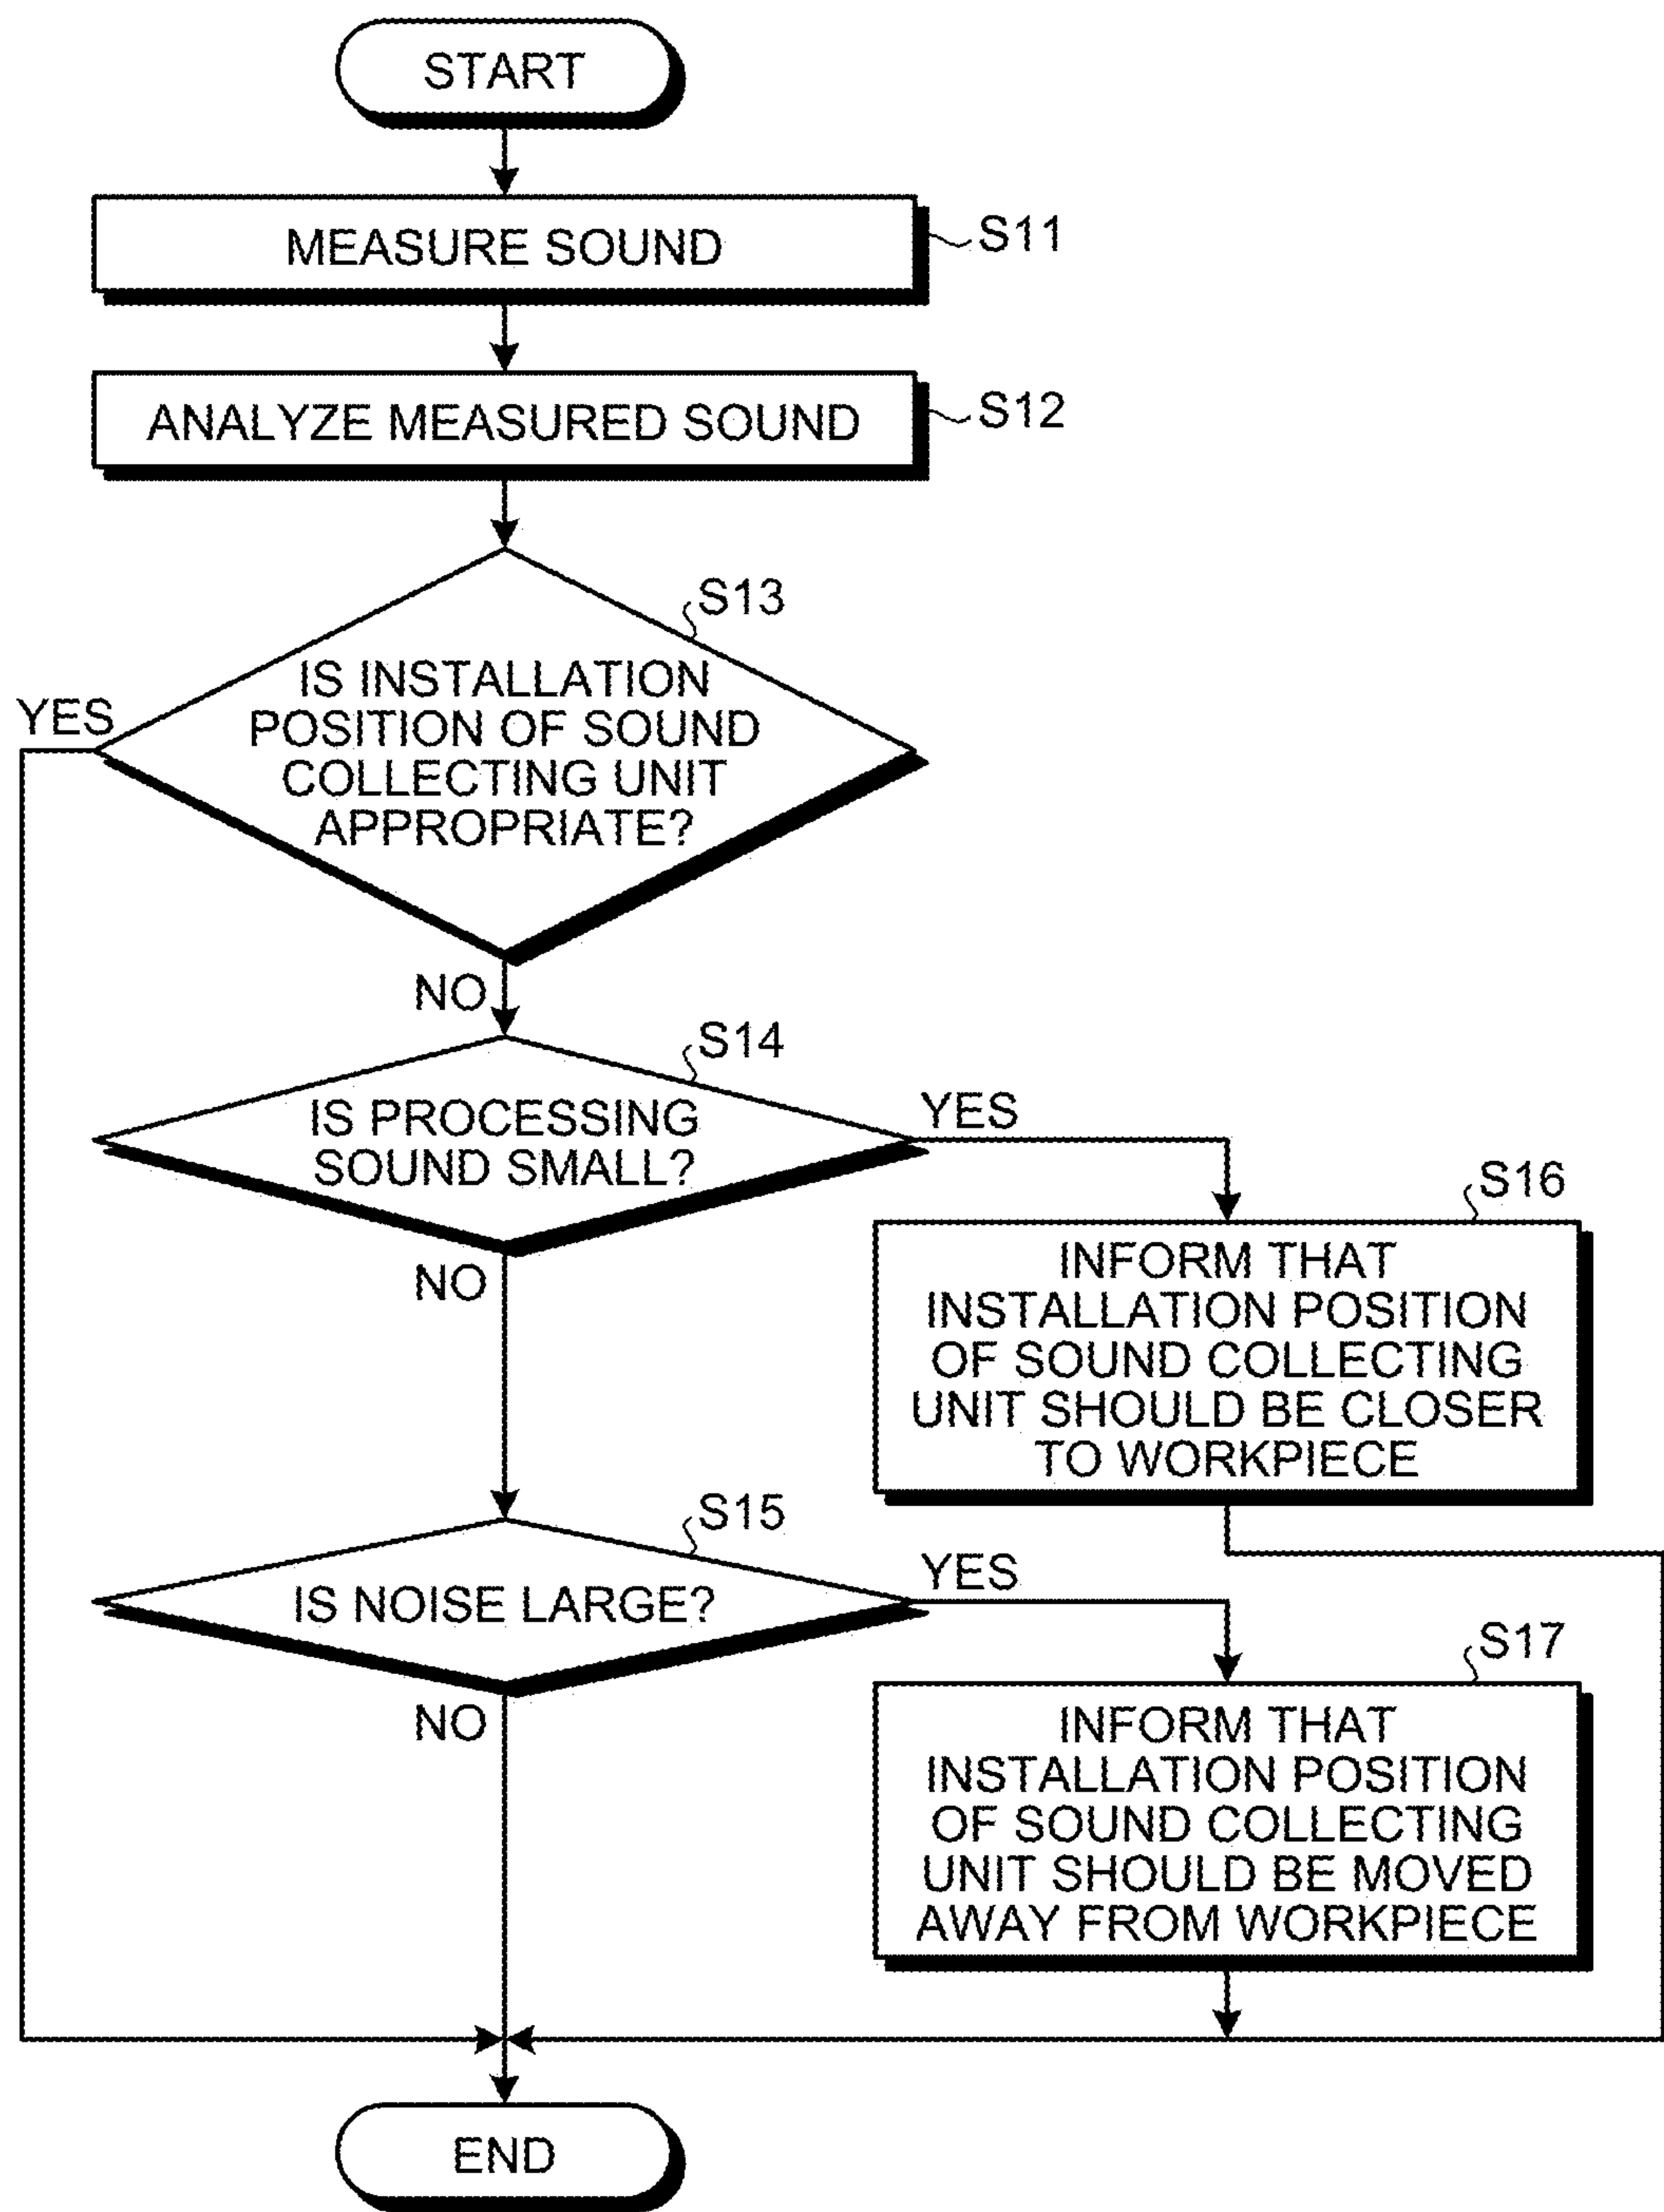 START
MEASURE SOUND
S11
ANALYZE MEASURED SOUND
S12
S13
IS INSTALLATION
POSITION OF SOUND
COLLECTING UNIT
APPROPRIATE?
YES
NO
S14
IS PROCESSING
SOUND SMALL?
YES
NO
S16
INFORM THAT
INSTALLATION POSITION
OF SOUND COLLECTING
UNIT SHOULD BE CLOSER
TO WORKPIECE
S15
IS NOISE LARGE?
YES
NO
S17
INFORM THAT
INSTALLATION POSITION
OF SOUND COLLECTING
UNIT SHOULD BE MOVED
AWAY FROM WORKPIECE
END